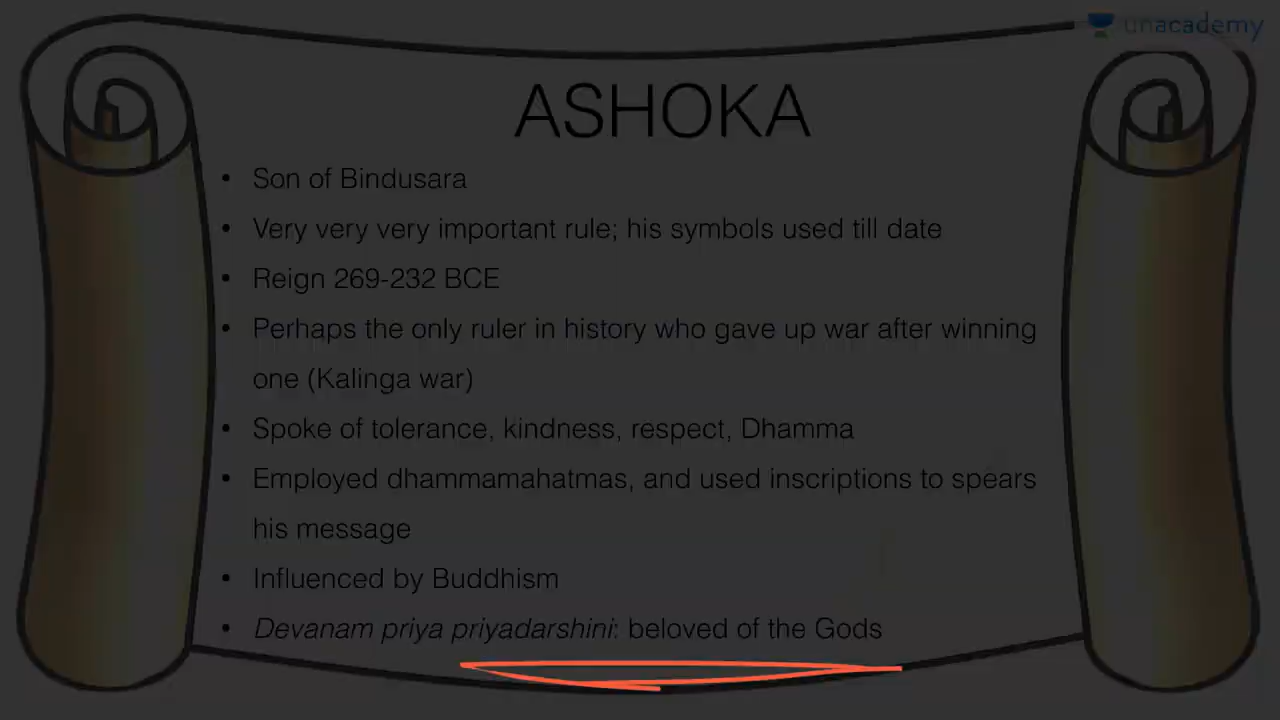 unacademy
ASHOKA
• Son of Bindusara
• Very very very important rule; his symbols used till date
• Reign 269-232 BCE
• Perhaps the only ruler in history who gave up war after winning
one (Kalinga war)
• Spoke of tolerance, kindness, respect, Dhamma
• Employed dhammamahatmas, and used inscriptions to spears
his message
• Influenced by Buddhism
• Devanam priya priyadarshini: beloved of the Gods